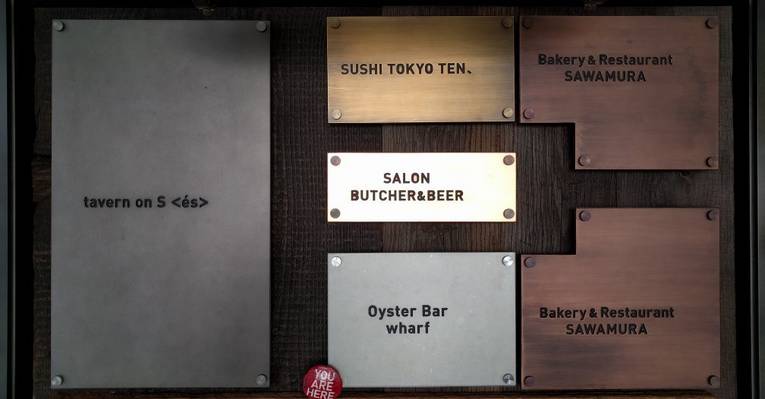 tavern on S <és>
SUSHI TOKYO TEN、
SALON
BUTCHER&BEER
Oyster Bar
wharf
YOU
ARE
HERE
Bakery & Restaurant
SAWAMURA
Bakery & Restaurant
SAWAMURA